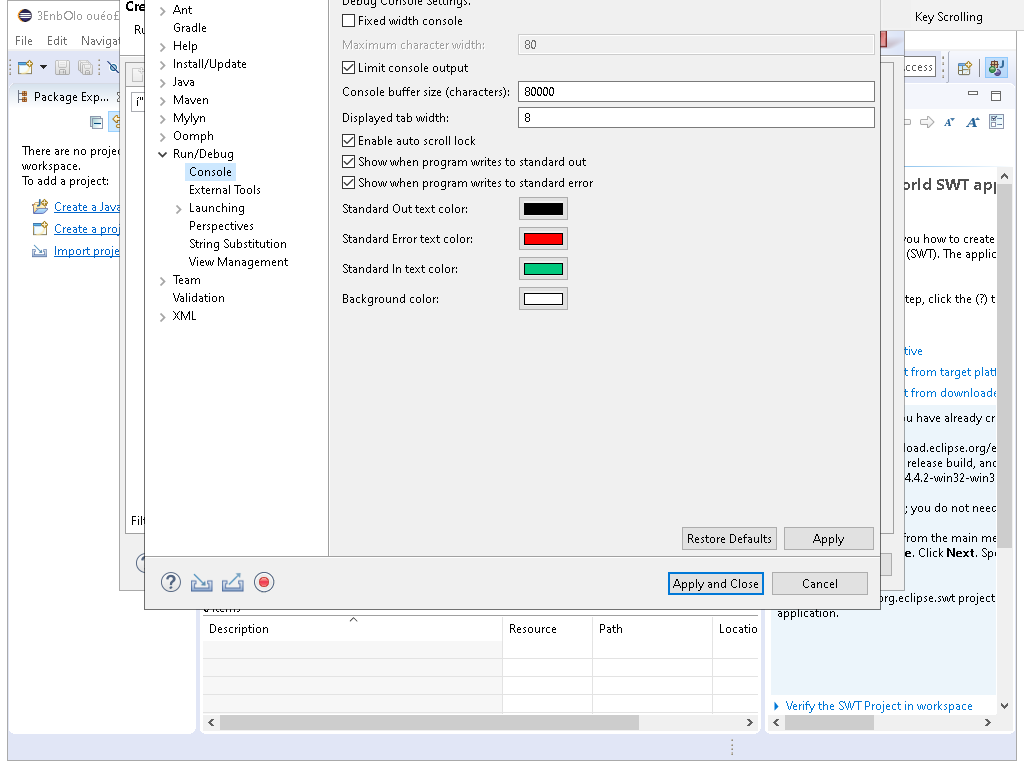 3EnbOlo
Cre
Key Scrolling
File Edit Navigat
Ru
ccess
Package Exp...
There are no projec
workspace.
To add a project:
Create a Java
Create a proj
Import proje
Filt
Ant
Gradle
Help
Install/Update
Java
Maven
Mylyn
Oomph
Run/Debug
Console
External Tools
Launching
Perspectives
String Substitution
View Management
Team
Validation
XML
Debug Console Settings.
Fixed width console
Maximum character width: 80
Limit console output
Console buffer size (characters): 80000
Displayed tab width: 8
Enable auto scroll lock
Show when program writes to standard out
Show when program writes to standard error
Standard Out text color:
Standard Error text color:
Standard In text color:
Background color:
Restore Defaults Apply
Apply and Close Cancel
orld SWT app
you how to create
(SWT). The applic
tep, click the (?) t
tive
t from target platf
t from downloade
ou have already cr
load.eclipse.org/e
release build, and
4.4.2-win32-win3
; you do not need
from the main me
e. Click Next. Spe
org.eclipse.swt project
application.
Verify the SWT Project in workspace
items
Description Resource Path Locatio